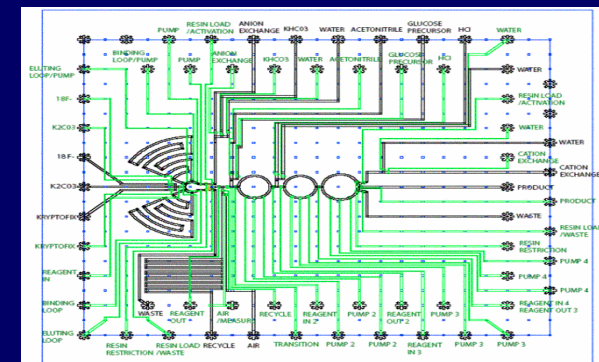 PUMP
RESIN LOAD
/ACTIVATION
ANION
EXCHANGE
KHCO3
WATER
ACETONITRILE
GLUCOSE
PRECURSOR
HCl
WATER
BINDING
LOOP/PUMP
PUMP
ANION
EXCHANGE
KHCO3
WATER
ACETONITRILE
GLUCOSE
PRECURSOR
HCl
ELUTING
LOOP/PUMP
WATER
18F-
RESIN LOAD
/ACTIVATION
K2CO3
WATER
18F-
WATER
CATION
EXCHANGE
CATION
EXCHANGE
K2CO3
PRODUCT
PRODUCT
KRYPTOFIX
WASTE
RESIN LOAD
/WASTE
KRYPTOFIX
RESIN
RESTRICTION
REAGENT
IN
PUMP 4
PUMP 4
BINDING
LOOP
REAGENT IN 4
REAGENT OUT 3
WASTE
REAGENT
OUT
AIR
/MEASUR
RECYCLE
REAGENT
IN 2
PUMP 2
REAGENT
OUT 2
PUMP 3
ELUTING
LOOP
RESIN
RESTRICTION
RESIN LOAD
/WASTE
RECYCLE
AIR
TRANSITION
PUMP 2
PUMP 2
REAGENT
IN 3
PUMP 3
PUMP 3